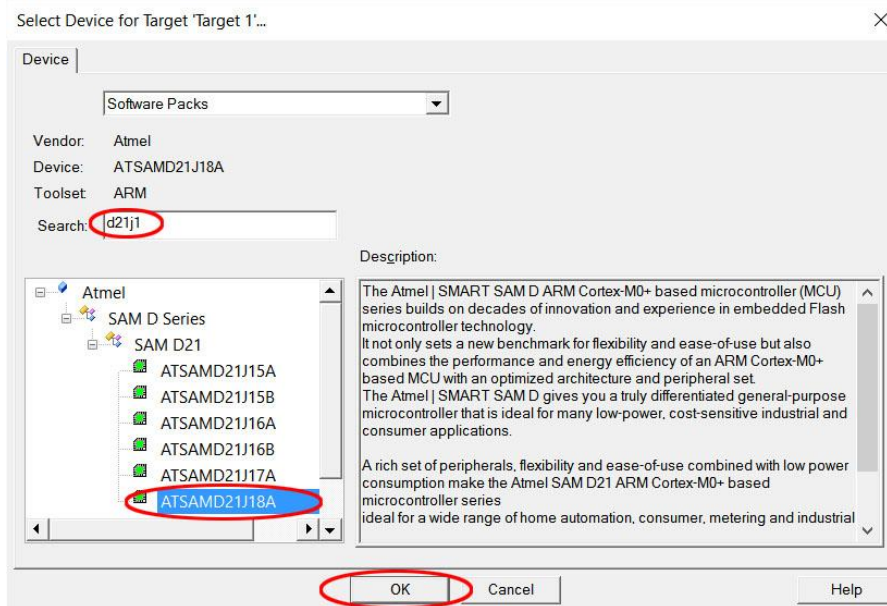 Select Device for Target 'Target 1'...
Device
Software Packs
Vendor: Atmel
Device: ATSAMD21J18A
Toolset: ARM
Search: d21j1
Atmel
SAM D Series
SAM D21
ATSAMD21J15A
ATSAMD21J15B
ATSAMD21J16A
ATSAMD21J16B
ATSAMD21J17A
ATSAMD21J18A
Description:
The Atmel | SMART SAM D ARM Cortex-M0+ based microcontroller (MCU)
series builds on decades of innovation and experience in embedded Flash
microcontroller technology.
It not only sets a new benchmark for flexibility and ease-of-use but also
combines the performance and energy efficiency of an ARM Cortex-M0+
based MCU with an optimized architecture and peripheral set.
The Atmel | SMART SAM D gives you a truly differentiated general-purpose
microcontroller that is ideal for many low-power, cost-sensitive industrial and
consumer applications.
A rich set of peripherals, flexibility and ease-of-use combined with low power
consumption make the Atmel SAM D21 ARM Cortex-M0+ based
microcontroller series
ideal for a wide range of home automation, consumer, metering and industrial
OK
Cancel
Help